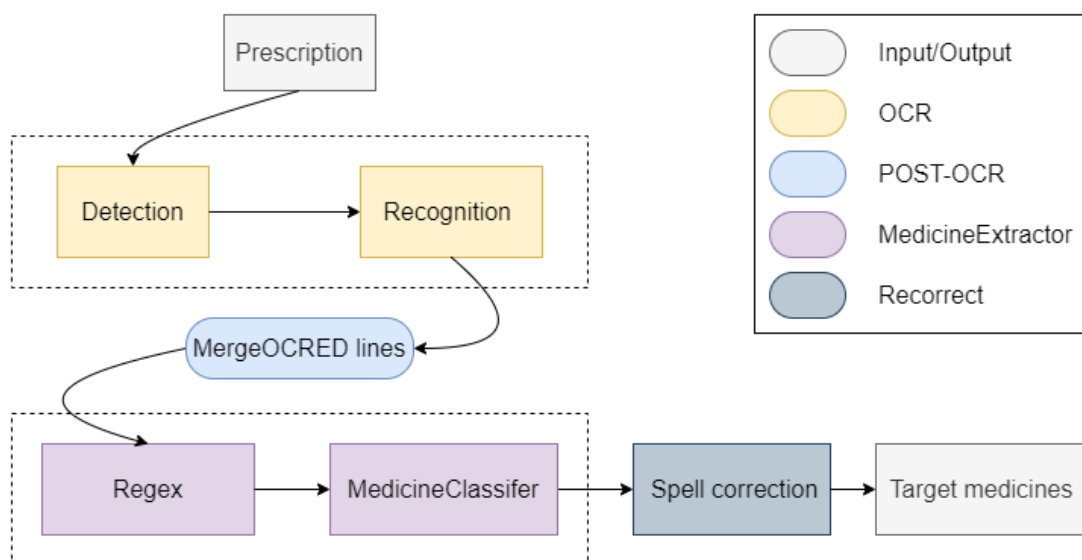 Prescription
Detection
Recognition
MergeOCRED lines
Regex
MedicineClassifer
Spell correction
Target medicines
Input/Output
OCR
POST-OCR
MedicineExtractor
Recorrect